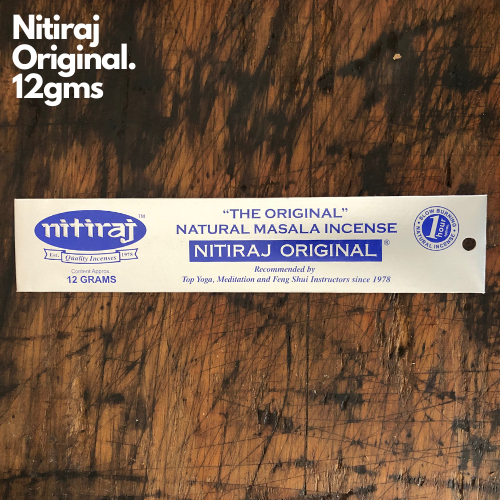 Nitiraj
Original.
12gms
nitiraj TM
Est. Quality Incenses 1978
Content Approx.
12 GRAMS
"THE ORIGINAL"
NATURAL MASALA INCENSE
NITIRAJ ORIGINAL ®
Recommended by
Top Yoga, Meditation and Feng Shui Instructors since 1978
SLOW BURNING
1 hour
NATURAL INCENSE